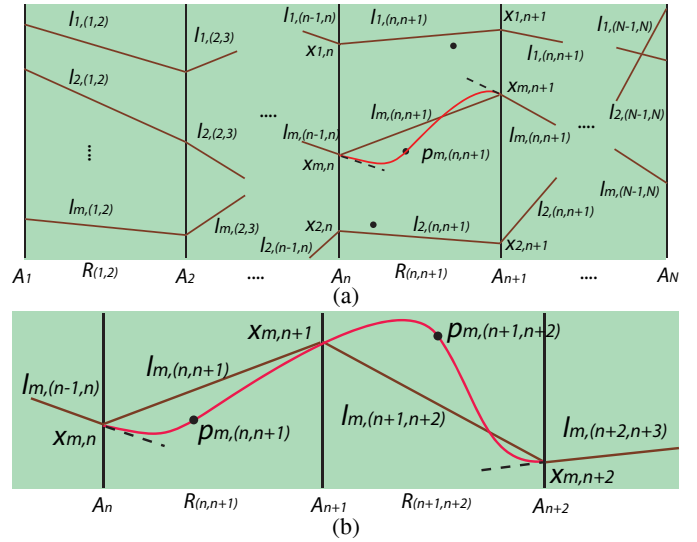 l1,(1,2) l1,(2,3) l1,(n-1,n) l1,(n,n+1) x1,n+1 l1,(N-1,N)
x1,n l1,(n,n+1)
l2,(1,2) xm,n+1
.... lm,(n,n+1)
l2,(2,3) lm,(n-1,n) lm,(n,n+1) .... l2,(N-1,N)
.... pm,(n,n+1)
xm,n lm,(N-1,N)
lm,(1,2) lm,(2,3) x2,n l2,(n,n+1) l2,(n,n+1)
l2,(n-1,n) x2,n+1
A1 R(1,2) A2 .... An R(n,n+1) An+1 .... AN
(a)
xm,n+1 pm,(n+1,n+2)
lm,(n-1,n) lm,(n,n+1)
lm,(n+1,n+2) lm,(n+2,n+3)
xm,n pm,(n,n+1)
xm,n+2
An R(n,n+1) An+1 R(n+1,n+2) An+2
(b)